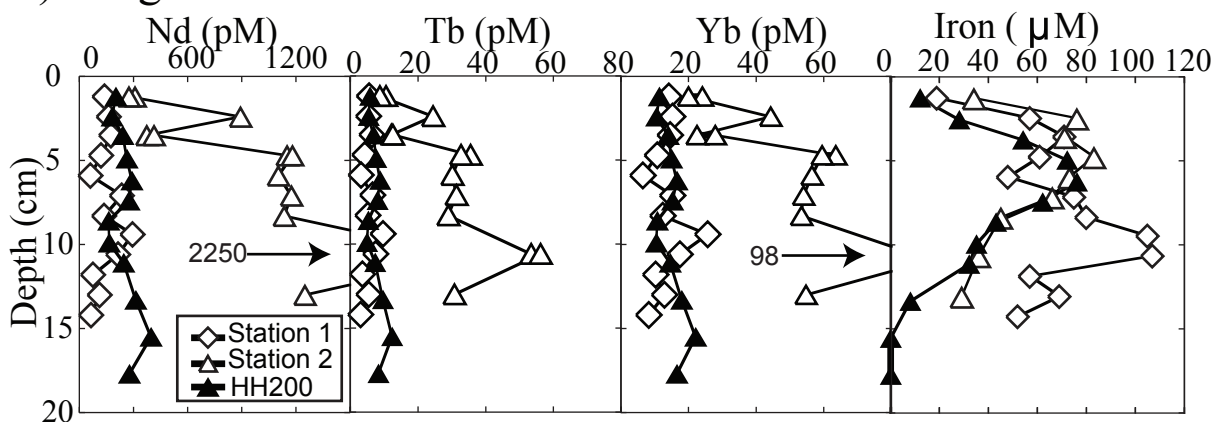 Nd (pM) Tb (pM) Yb (pM) Iron ( μM)
0 600 1200 0 20 40 60 80 20 40 60 0 20 40 60 80 100 120
0
5
10
15
20
Depth (cm)
2250
98
Station 1
Station 2
HH200